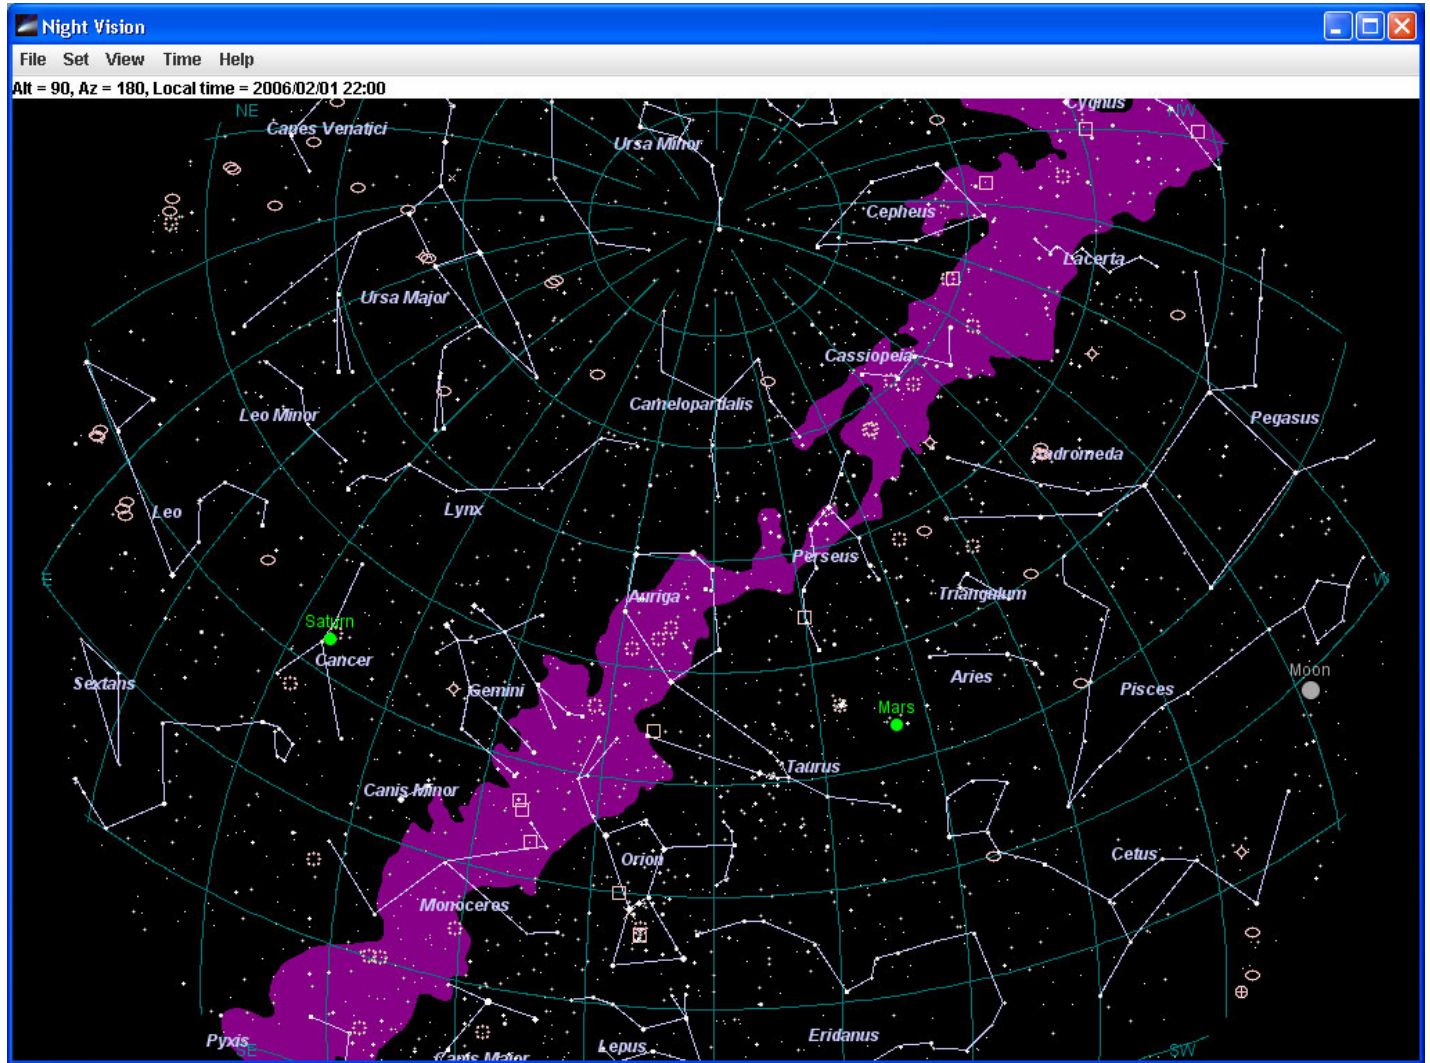 Night Vision
File Set View Time Help
Alt = 90, Az = 180, Local time = 2006/02/01 22:00
Cygnus
NE
NW
Canes Venatici
Ursa Minor
Cepheus
Lacerta
Ursa Major
Cassiopeia
Leo Minor
Camelopardalis
Pegasus
Andromeda
Leo
Lynx
Perseus
E
W
Auriga
Triangulum
Saturn
Cancer
Moon
Sextans
Gemini
Aries
Pisces
Mars
Taurus
Canis Minor
Orion
Cetus
Monoceros
Pyxis
SE
Canis Major
Lepus
Eridanus
SW